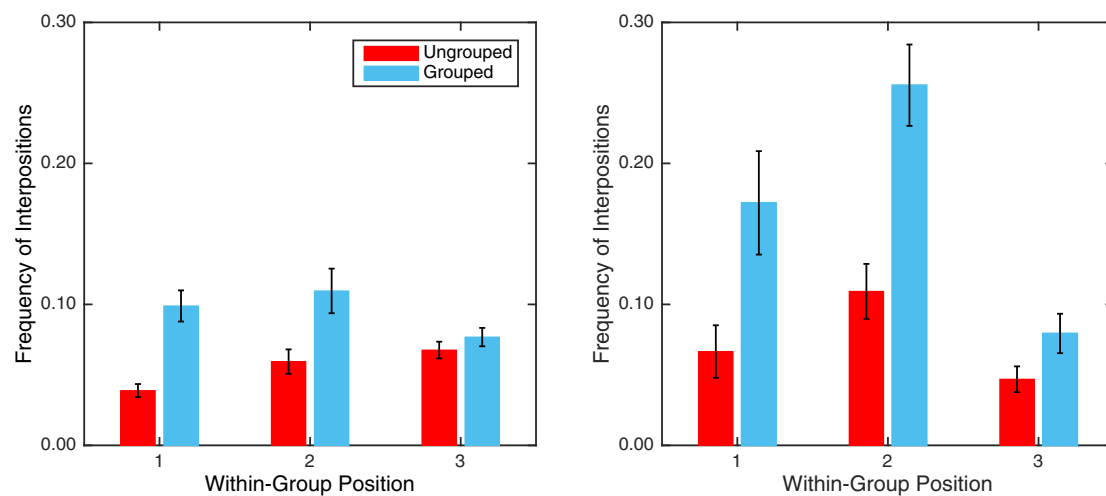 0.30
0.20
0.10
0.00
Frequency of Interpositions
Ungrouped
Grouped
1 2 3
Within-Group Position
0.30
0.20
0.10
0.00
Frequency of Interpositions
1 2 3
Within-Group Position